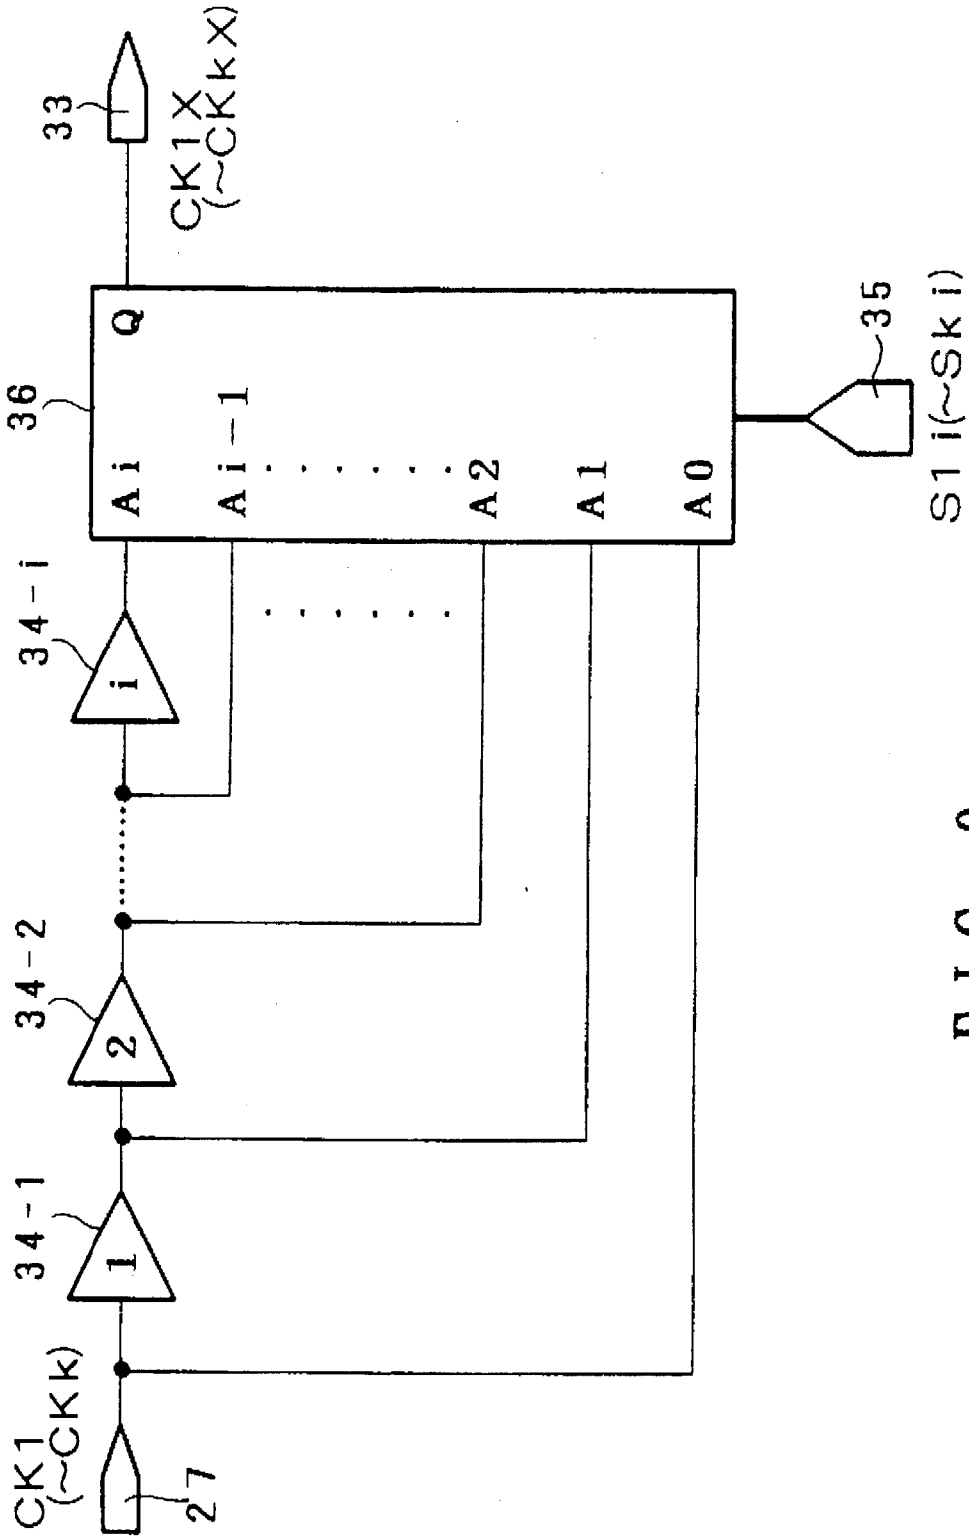 CK1
(~CKk)
27
34-1
1
34-2
2
34-i
i
36
Ai
Q
Ai-1
A2
A1
A0
33
CK1X
(~CKkX)
35
S1i(~Ski)